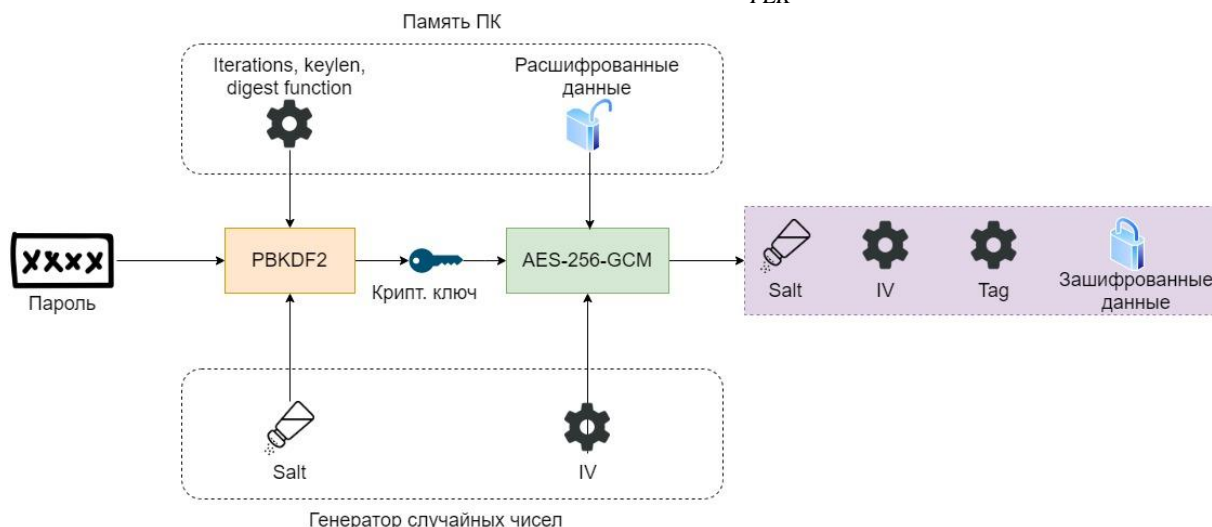 PEK
Память ПК
Iterations, keylen,
digest function
Расшифрованные
данные
XXXX
Пароль
PBKDF2
Крипт. ключ
AES-256-GCM
Salt
IV
Tag
Зашифрованные
данные
Salt
IV
Генератор случайных чисел